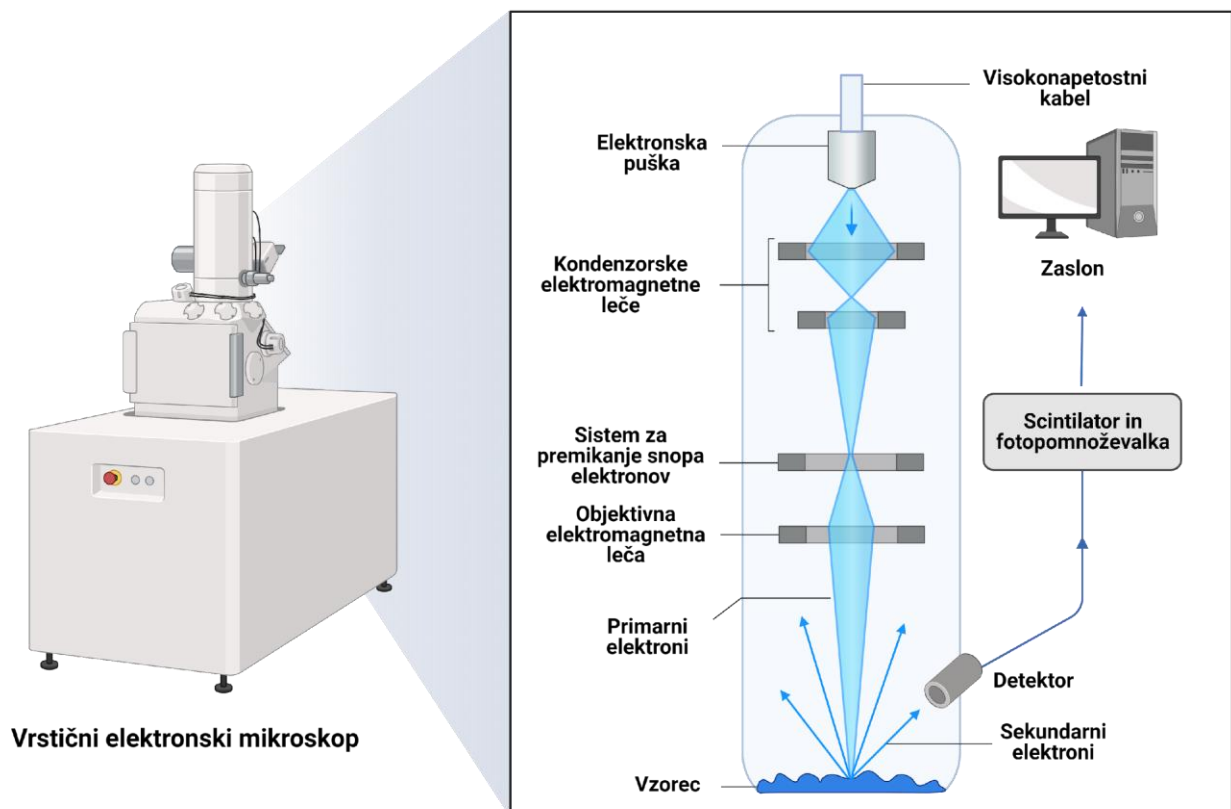 Visokonapetostni
kabel
Elektronska
puška
Kondenzorske
elektromagnetne
leče
Zaslon
Sistem za
premikanje snopa
elektronov
Scintilator in
fotopomnoževalka
Objektivna
elektromagnetna
leča
Primarni
elektroni
Detektor
Sekundarni
elektroni
Vzorec
Vrstični elektronski mikroskop